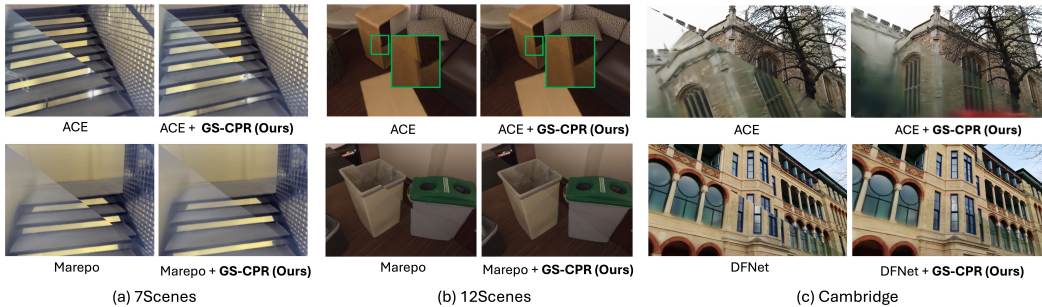 ACE
ACE + GS-CPR (Ours)
ACE
ACE + GS-CPR (Ours)
ACE
ACE + GS-CPR (Ours)
Marepo
Marepo + GS-CPR (Ours)
Marepo
Marepo + GS-CPR (Ours)
DFNet
DFNet + GS-CPR (Ours)
(a) 7Scenes
(b) 12Scenes
(c) Cambridge